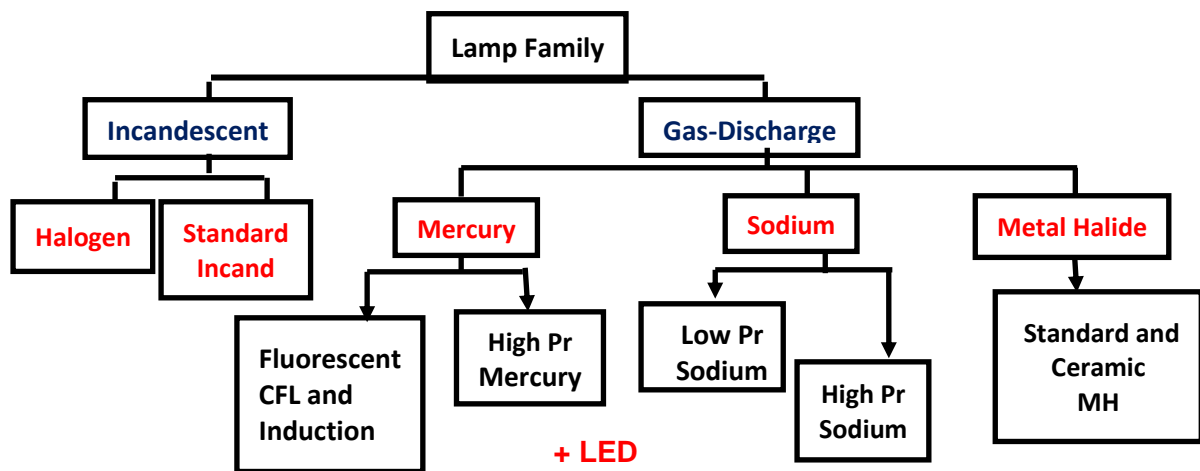 Lamp Family
Incandescent
Gas-Discharge
Halogen
Standard
Incand
Mercury
Sodium
Metal Halide
Fluorescent
CFL and
Induction
High Pr
Mercury
Low Pr
Sodium
High Pr
Sodium
Standard and
Ceramic
MH
+ LED